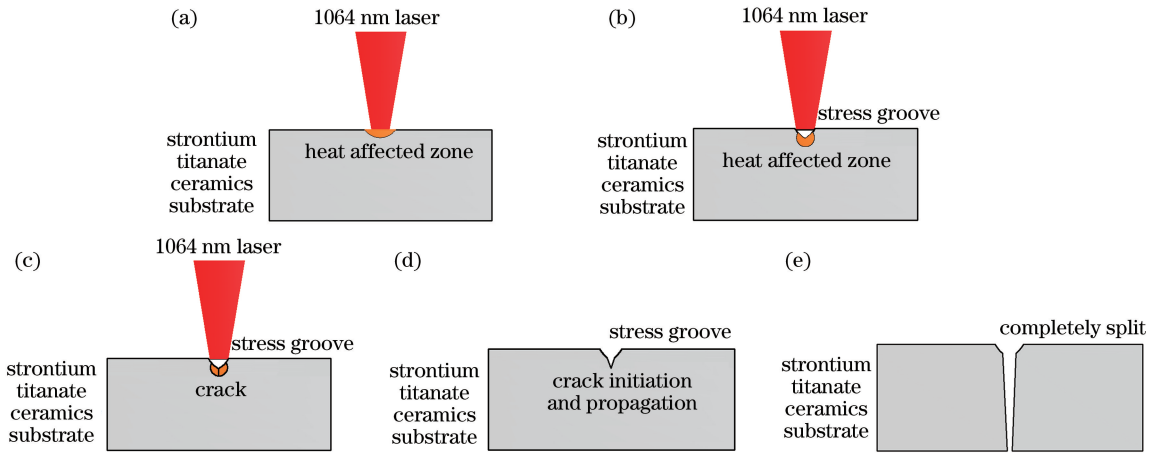 (a)
1064 nm laser
strontium
titanate
ceramics
substrate
heat affected zone
(b)
1064 nm laser
stress groove
strontium
titanate
ceramics
substrate
heat affected zone
(c)
1064 nm laser
stress groove
strontium
titanate
ceramics
substrate
crack
(d)
stress groove
strontium
titanate
ceramics
substrate
crack initiation
and propagation
(e)
completely split
strontium
titanate
ceramics
substrate